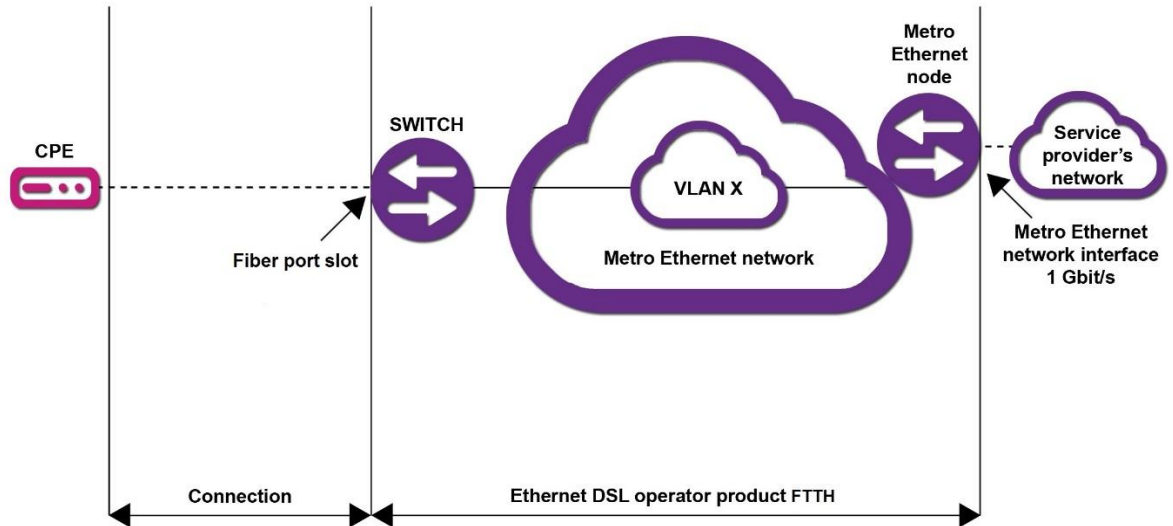 CPE
SWITCH
Fiber port slot
VLAN X
Metro Ethernet network
Metro
Ethernet
node
Service
provider's
network
Metro Ethernet
network interface
1 Gbit/s
Connection
Ethernet DSL operator product FTTH